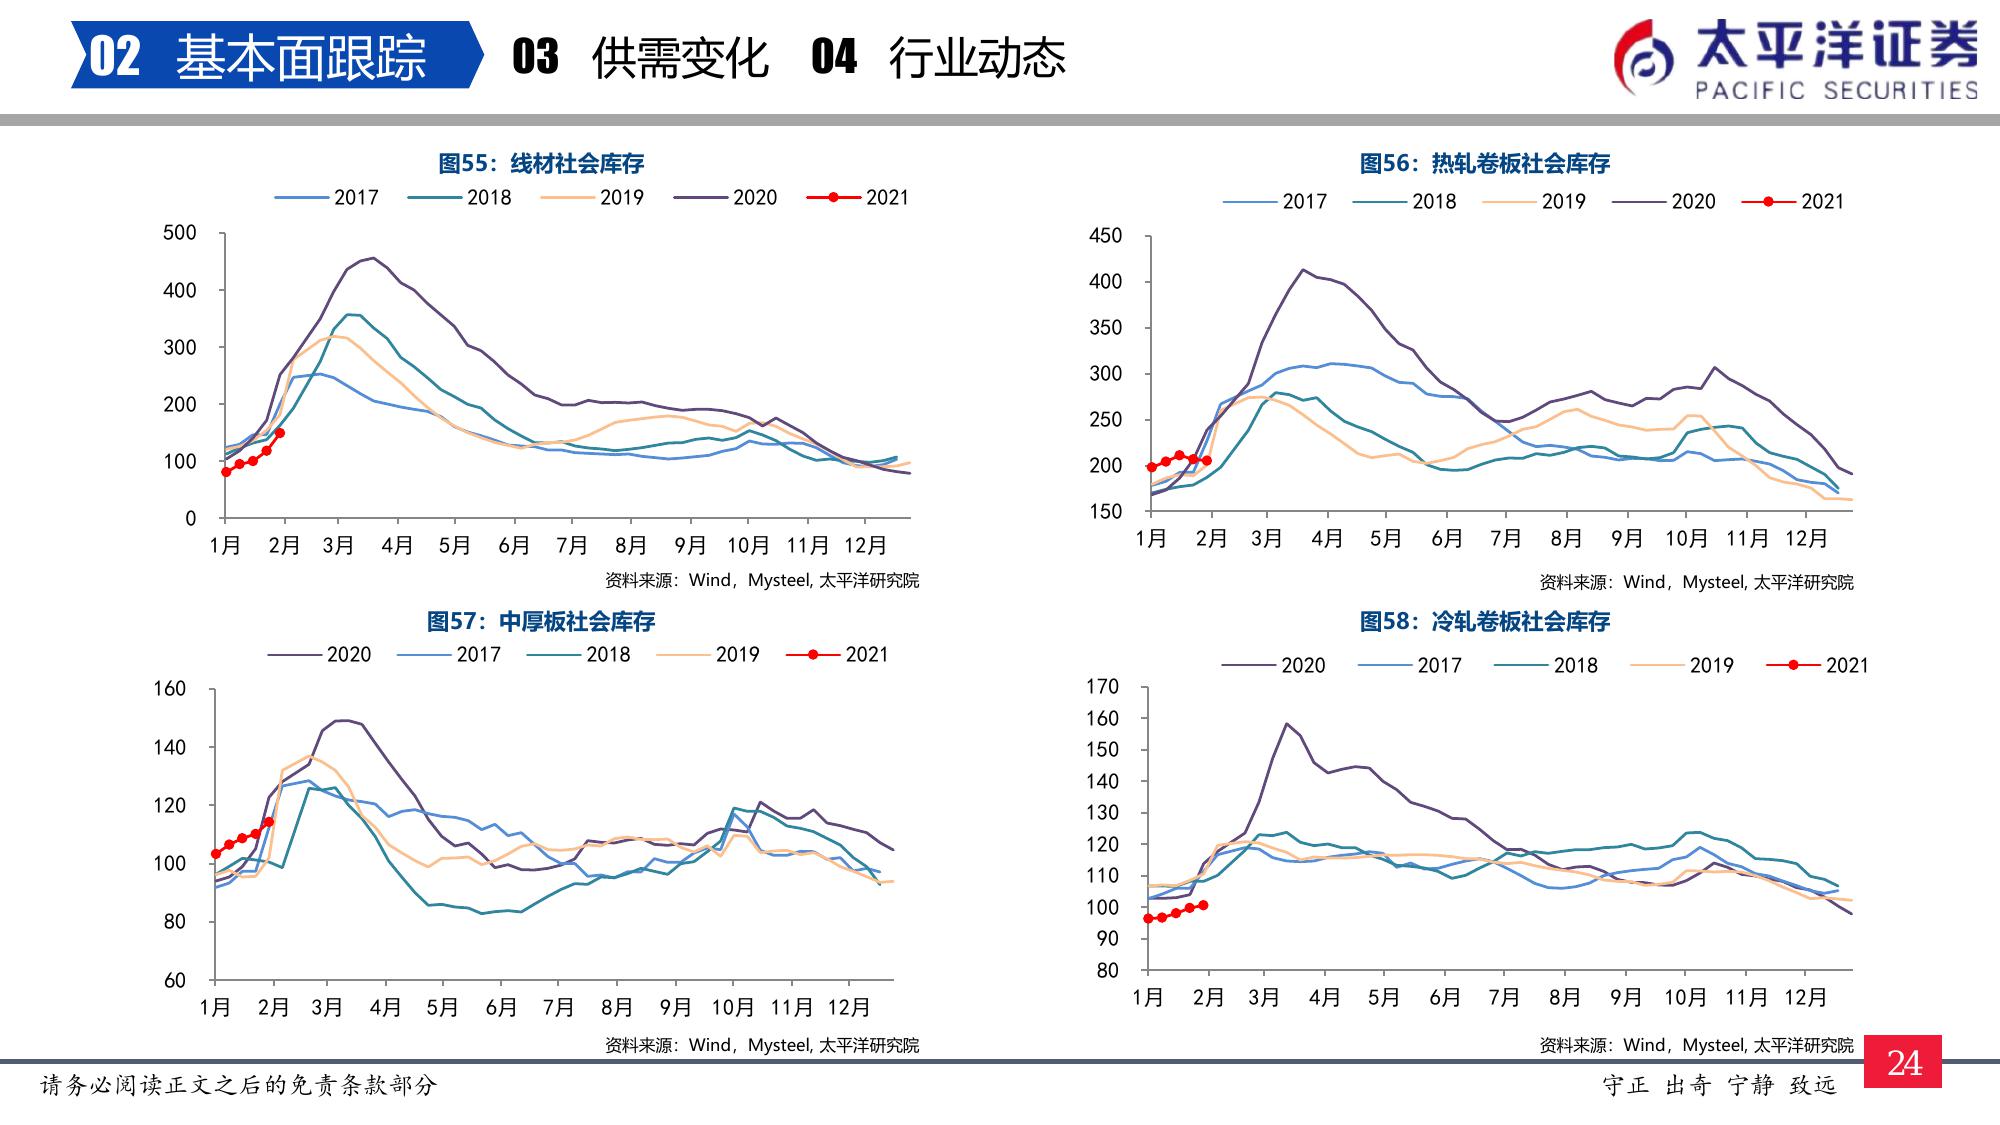 02 基本面跟踪 03 供需变化 04 行业动态
太平洋证券
PACIFIC SECURITIES
图55：线材社会库存
2017 2018 2019 2020 2021
500
400
300
200
100
0
1月 2月 3月 4月 5月 6月 7月 8月 9月 10月 11月 12月
资料来源：Wind，Mysteel, 太平洋研究院
图56：热轧卷板社会库存
2017 2018 2019 2020 2021
450
400
350
300
250
200
150
1月 2月 3月 4月 5月 6月 7月 8月 9月 10月 11月 12月
资料来源：Wind，Mysteel, 太平洋研究院
图57：中厚板社会库存
2020 2017 2018 2019 2021
160
140
120
100
80
60
1月 2月 3月 4月 5月 6月 7月 8月 9月 10月 11月 12月
资料来源：Wind，Mysteel, 太平洋研究院
图58：冷轧卷板社会库存
2020 2017 2018 2019 2021
170
160
150
140
130
120
110
100
90
80
1月 2月 3月 4月 5月 6月 7月 8月 9月 10月 11月 12月
资料来源：Wind，Mysteel, 太平洋研究院
请务必阅读正文之后的免责条款部分
守正 出奇 宁静 致远
24